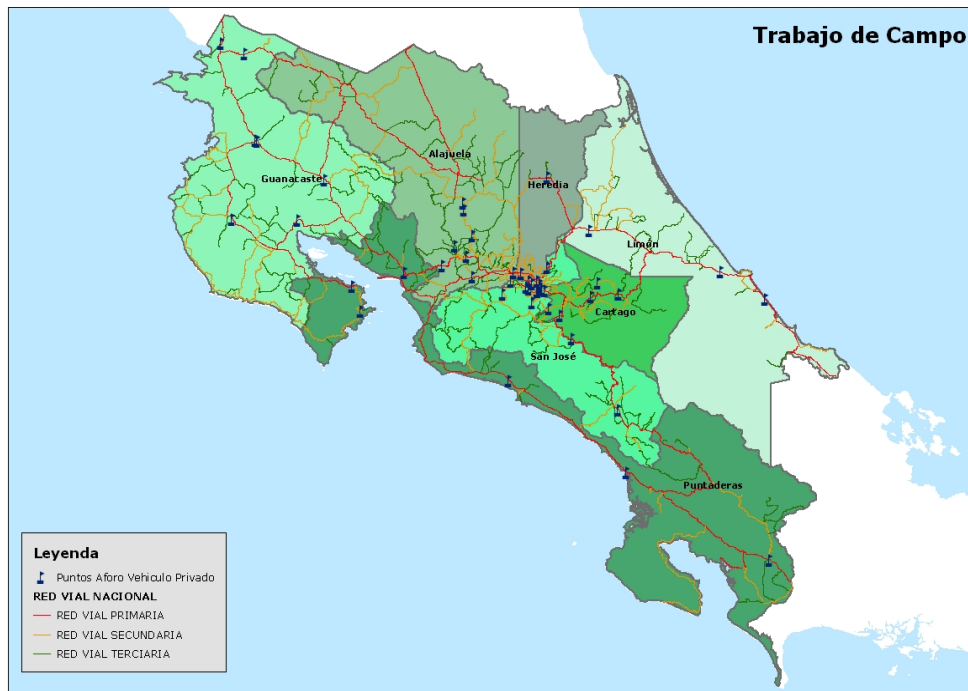 Trabajo de Campo
Alajuela
Guanacaste
Heredia
Limón
Cartago
San José
Puntaderas
Leyenda
Puntos Aforo Vehiculo Privado
RED VIAL NACIONAL
RED VIAL PRIMARIA
RED VIAL SECUNDARIA
RED VIAL TERCIARIA